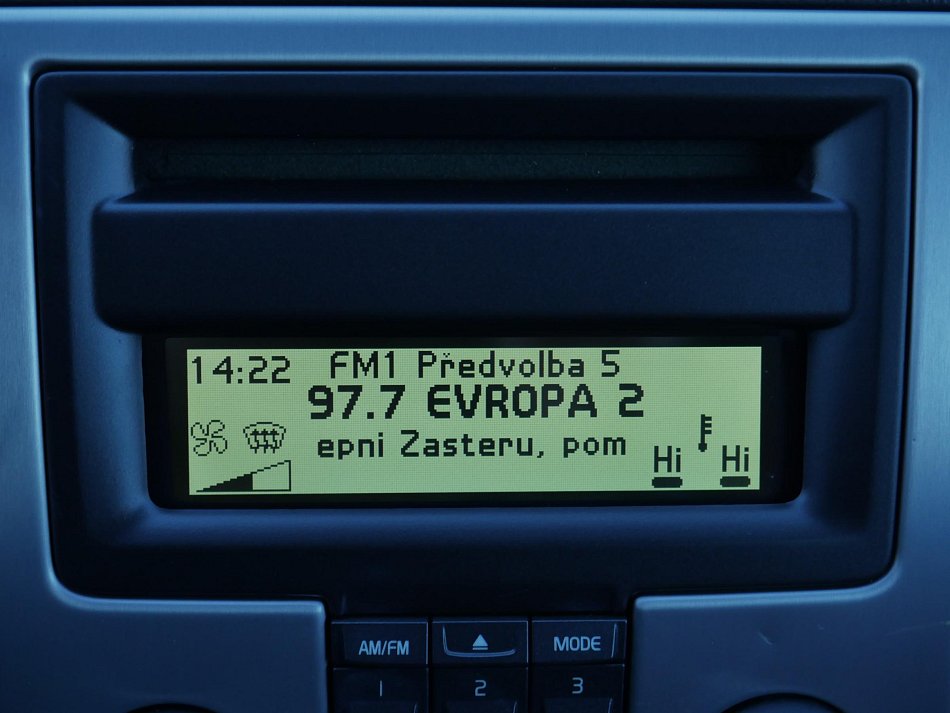 14:22 FM1 Předvolba 5
97.7 EVROPA 2
epni Zasteru, pom
Hi Hi
AM/FM MODE
1 2 3